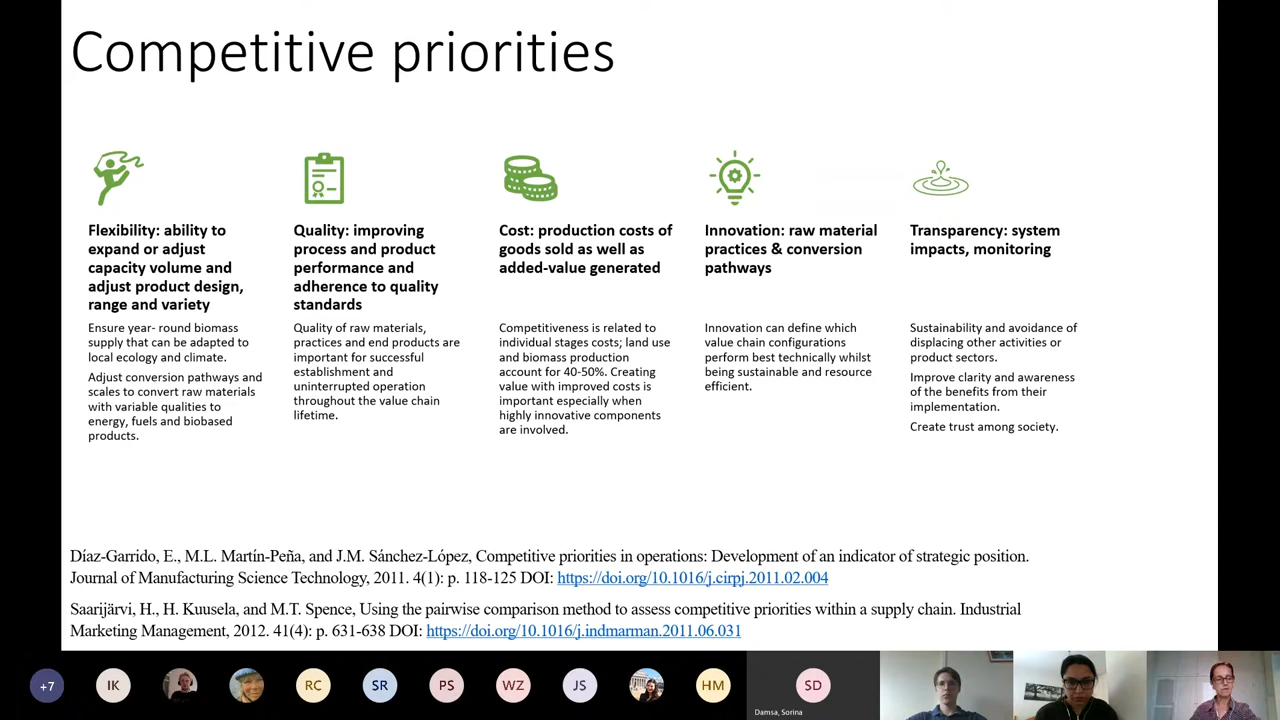 Competitive priorities
Flexibility: ability to
expand or adjust
capacity volume and
adjust product design,
range and variety
Ensure year- round biomass
supply that can be adapted to
local ecology and climate.
Adjust conversion pathways and
scales to convert raw materials
with variable qualities to
energy, fuels and biobased
products.
Quality: improving
process and product
performance and
adherence to quality
standards
Quality of raw materials,
practices and end products are
important for successful
establishment and
uninterrupted operation
throughout the value chain
lifetime.
Cost: production costs of
goods sold as well as
added-value generated
Competitiveness is related to
individual stages costs; land use
and biomass production
account for 40-50%. Creating
value with improved costs is
important especially when
highly innovative components
are involved.
Innovation: raw material
practices & conversion
pathways
Innovation can define which
value chain configurations
perform best technically whilst
being sustainable and resource
efficient.
Transparency: system
impacts, monitoring
Sustainability and avoidance of
displacing other activities or
product sectors.
Improve clarity and awareness
of the benefits from their
implementation.
Create trust among society.
Díaz-Garrido, E., M.L. Martín-Peña, and J.M. Sánchez-López, Competitive priorities in operations: Development of an indicator of strategic position.
Journal of Manufacturing Science Technology, 2011. 4(1): p. 118-125 DOI: https://doi.org/10.1016/j.cirpj.2011.02.004
Saarijärvi, H., H. Kuusela, and M.T. Spence, Using the pairwise comparison method to assess competitive priorities within a supply chain. Industrial
Marketing Management, 2012. 41(4): p. 631-638 DOI: https://doi.org/10.1016/j.indmarman.2011.06.031
+7
IK
RC
SR
PS
WZ
JS
HM
SD
Damsa, Sorina